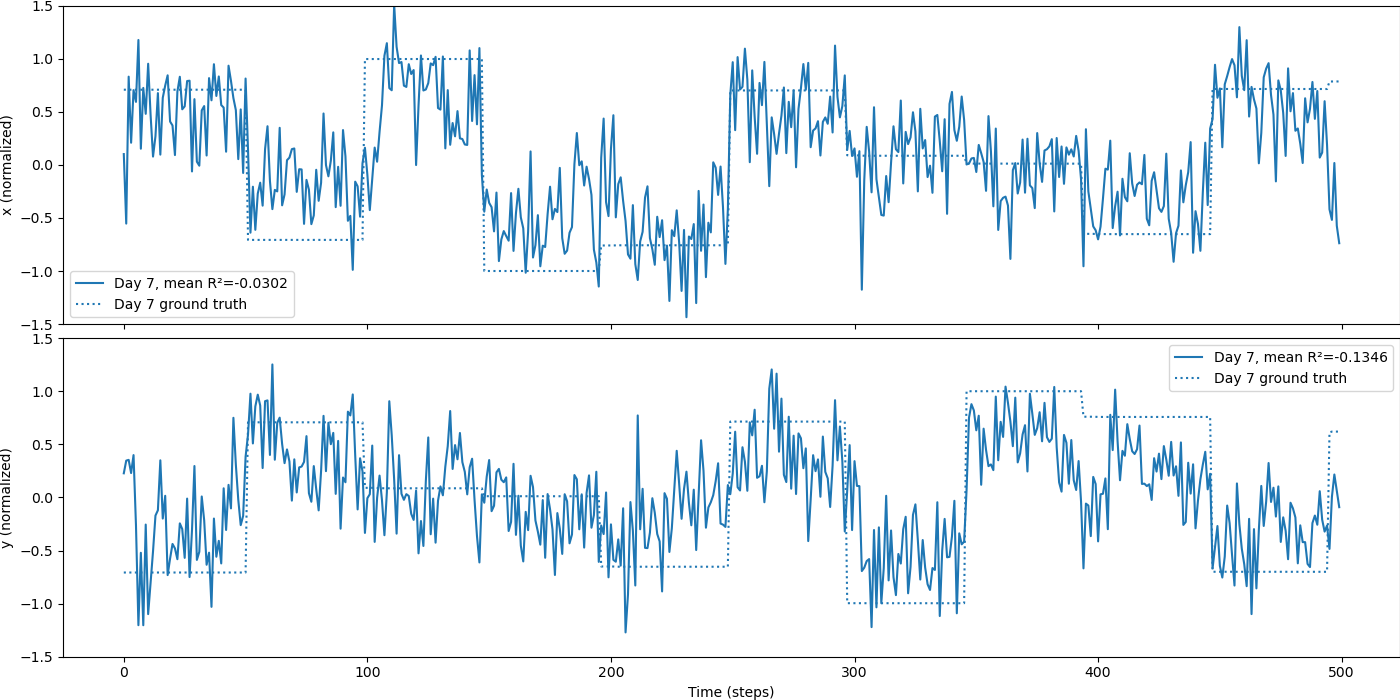 1.5
1.0
0.5
0.0
−0.5
−1.0
−1.5
x (normalized)
Day 7, mean R²=-0.0302
Day 7 ground truth
1.5
1.0
0.5
0.0
−0.5
−1.0
−1.5
y (normalized)
Day 7, mean R²=-0.1346
Day 7 ground truth
0 100 200 300 400 500
Time (steps)